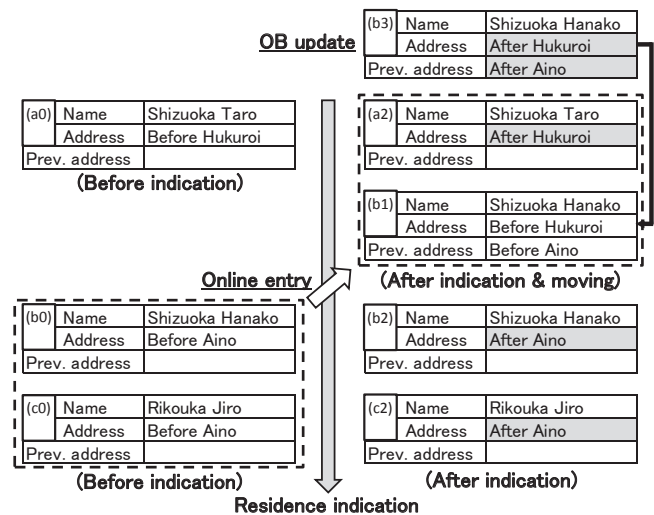 OB update
(b3) Name Shizuoka Hanako
Address After Hukuroi
Prev. address After Aino
(a0) Name Shizuoka Taro
Address Before Hukuroi
Prev. address
(Before indication)
(a2) Name Shizuoka Taro
Address After Hukuroi
Prev. address
(b1) Name Shizuoka Hanako
Address Before Hukuroi
Prev. address Before Aino
(After indication & moving)
Online entry
(b0) Name Shizuoka Hanako
Address Before Aino
Prev. address
(c0) Name Rikouka Jiro
Address Before Aino
Prev. address
(Before indication)
(b2) Name Shizuoka Hanako
Address After Aino
Prev. address
(c2) Name Rikouka Jiro
Address After Aino
Prev. address
(After indication)
Residence indication